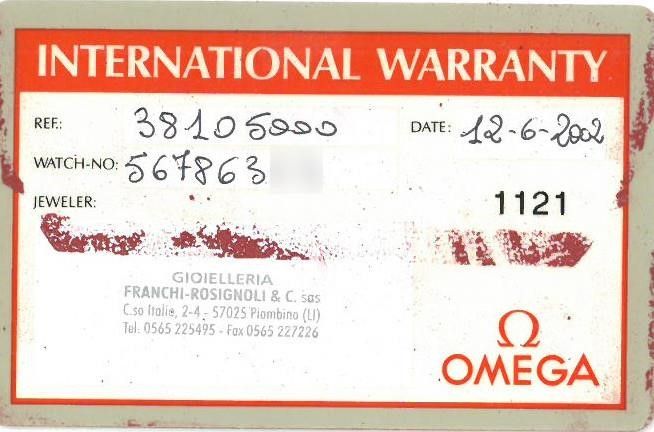 INTERNATIONAL WARRANTY
REF.: 38105000 DATE: 12-6-2002
WATCH-NO: 567863
JEWELER: 1121
GIOIELLERIA
FRANCHI-ROSIGNOLI & C. sas
C.so Italia, 2-4 - 57025 Piombino (LI)
Tel. 0565 225495 - Fax 0565 227226
Ω
OMEGA